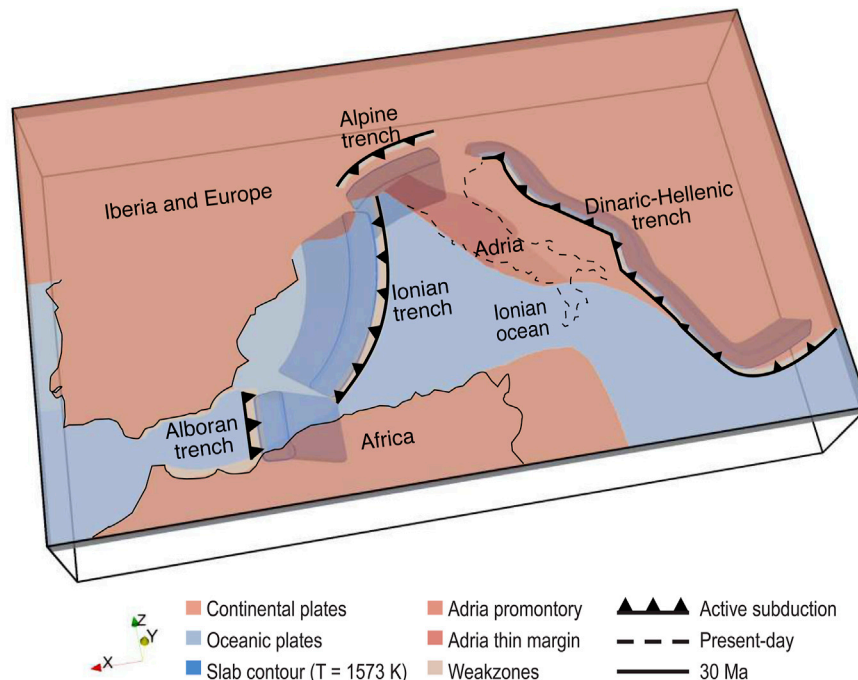 Alpine
trench
Iberia and Europe
Dinaric-Hellenic
trench
Adria
Ionian
trench
Ionian
ocean
Alboran
trench
Africa
Z
Y
X
Continental plates
Oceanic plates
Slab contour (T = 1573 K)
Adria promontory
Adria thin margin
Weakzones
Active subduction
Present-day
30 Ma